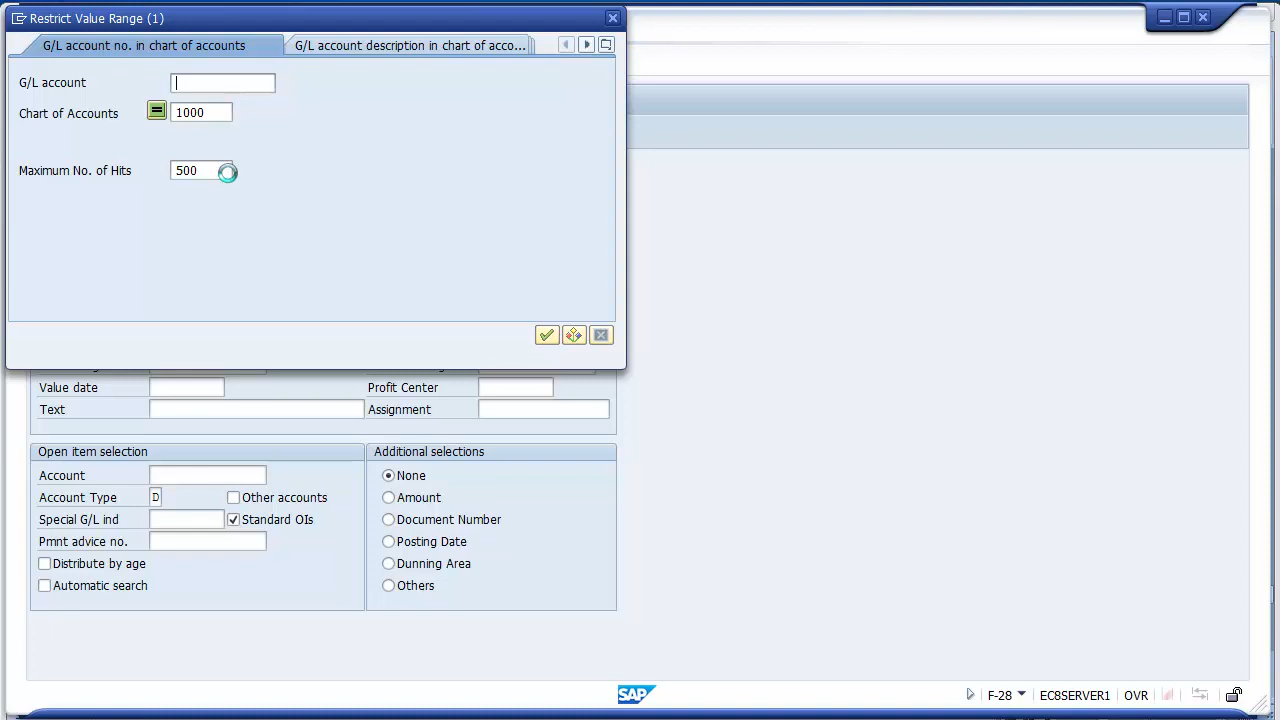 Restrict Value Range (1)
G/L account no. in chart of accounts
G/L account description in chart of acco...
G/L account
Chart of Accounts 1000
Maximum No. of Hits 500
Value date
Profit Center
Text
Assignment
Open item selection
Account
Account Type D
Other accounts
Special G/L ind
Standard OIs
Pmnt advice no.
Distribute by age
Automatic search
Additional selections
None
Amount
Document Number
Posting Date
Dunning Area
Others
SAP
F-28
EC8SERVER1
OVR